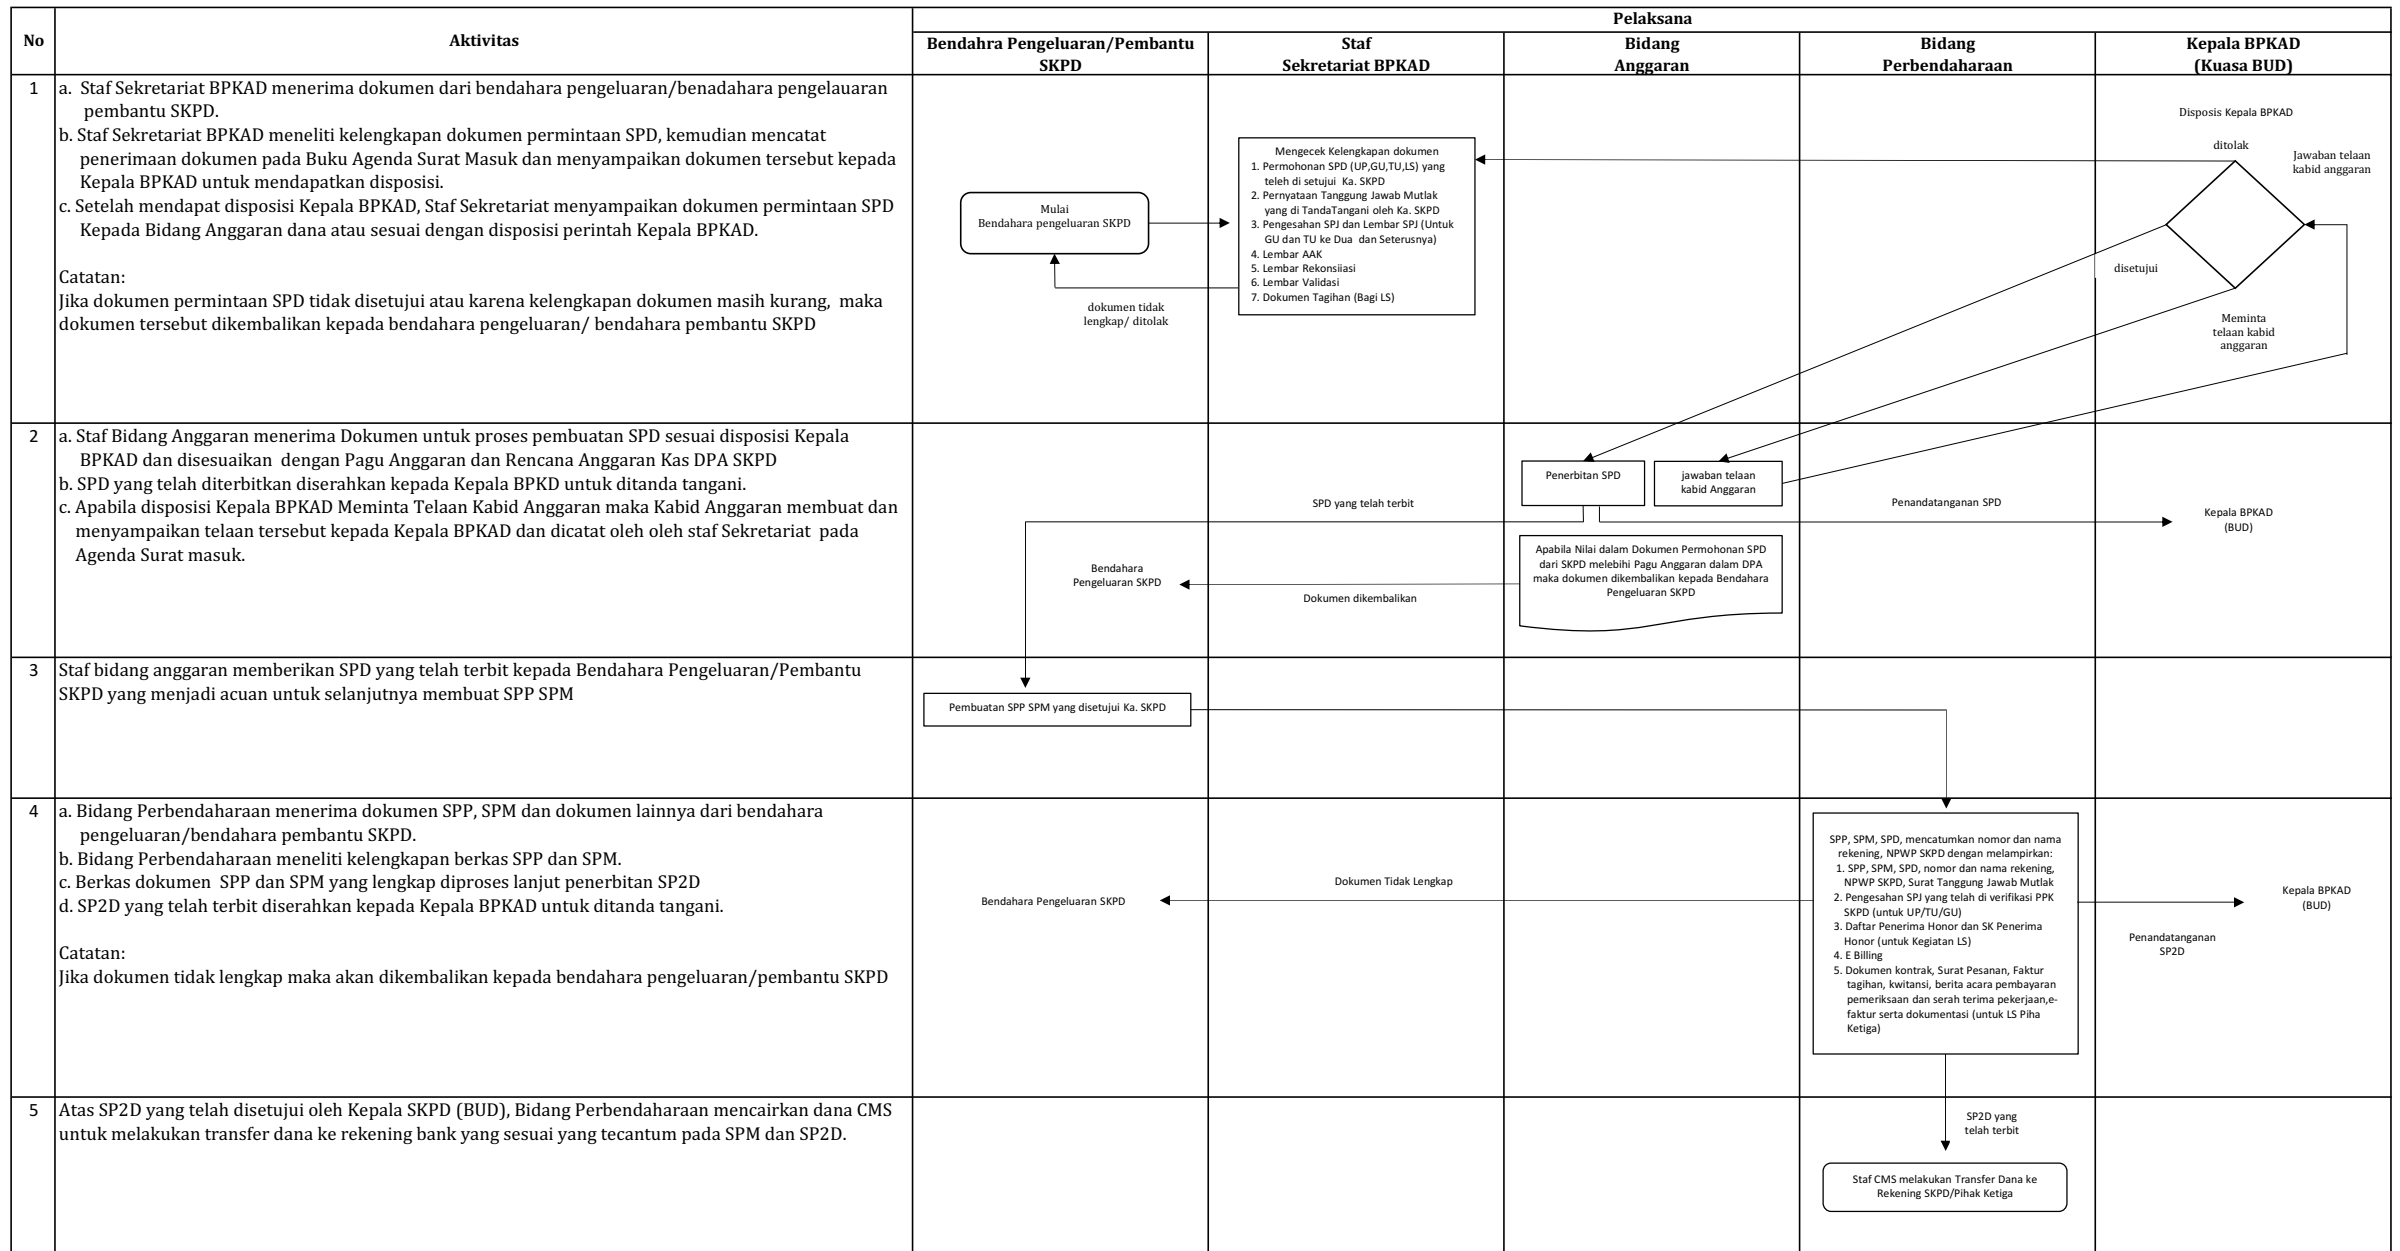 No
Aktivitas
Pelaksana
Bendahra Pengeluaran/Pembantu
SKPD
Staf
Sekretariat BPKAD
Bidang
Anggaran
Bidang
Perbendaharaan
Kepala BPKAD
(Kuasa BUD)
1
a. Staf Sekretariat BPKAD menerima dokumen dari bendahara pengeluaran/benadahara pengelauaran
pembantu SKPD.
b. Staf Sekretariat BPKAD meneliti kelengkapan dokumen permintaan SPD, kemudian mencatat
penerimaan dokumen pada Buku Agenda Surat Masuk dan menyampaikan dokumen tersebut kepada
Kepala BPKAD untuk mendapatkan disposisi.
c. Setelah mendapat disposisi Kepala BPKAD, Staf Sekretariat menyampaikan dokumen permintaan SPD
Kepada Bidang Anggaran dana atau sesuai dengan disposisi perintah Kepala BPKAD.
Catatan:
Jika dokumen permintaan SPD tidak disetujui atau karena kelengkapan dokumen masih kurang, maka
dokumen tersebut dikembalikan kepada bendahara pengeluaran/ bendahara pembantu SKPD
Mulai
Bendahara pengeluaran SKPD
dokumen tidak
lengkap/ ditolak
Mengecek Kelengkapan dokumen
1. Permohonan SPD (UP,GU,TU,LS) yang
teleh di setujui Ka. SKPD
2. Pernyataan Tanggung Jawab Mutlak
yang di TandaTangani oleh Ka. SKPD
3. Pengesahan SPJ dan Lembar SPJ (Untuk
GU dan TU ke Dua dan Seterusnya)
4. Lembar AAK
5. Lembar Rekonsiiasi
6. Lembar Validasi
7. Dokumen Tagihan (Bagi LS)
Disposis Kepala BPKAD
ditolak
Jawaban telaan
kabid anggaran
disetujui
Meminta
telaan kabid
anggaran
2
a. Staf Bidang Anggaran menerima Dokumen untuk proses pembuatan SPD sesuai disposisi Kepala
BPKAD dan disesuaikan dengan Pagu Anggaran dan Rencana Anggaran Kas DPA SKPD
b. SPD yang telah diterbitkan diserahkan kepada Kepala BPKD untuk ditanda tangani.
c. Apabila disposisi Kepala BPKAD Meminta Telaan Kabid Anggaran maka Kabid Anggaran membuat dan
menyampaikan telaan tersebut kepada Kepala BPKAD dan dicatat oleh oleh staf Sekretariat pada
Agenda Surat masuk.
Penerbitan SPD
jawaban telaan
kabid Anggaran
SPD yang telah terbit
Penandatanganan SPD
Kepala BPKAD
(BUD)
Apabila Nilai dalam Dokumen Permohonan SPD
dari SKPD melebihi Pagu Anggaran dalam DPA
maka dokumen dikembalikan kepada Bendahara
Pengeluaran SKPD
Bendahara
Pengeluaran SKPD
Dokumen dikembalikan
3
Staf bidang anggaran memberikan SPD yang telah terbit kepada Bendahara Pengeluaran/Pembantu
SKPD yang menjadi acuan untuk selanjutnya membuat SPP SPM
Pembuatan SPP SPM yang disetujui Ka. SKPD
4
a. Bidang Perbendaharaan menerima dokumen SPP, SPM dan dokumen lainnya dari bendahara
pengeluaran/bendahara pembantu SKPD.
b. Bidang Perbendaharaan meneliti kelengkapan berkas SPP dan SPM.
c. Berkas dokumen SPP dan SPM yang lengkap diproses lanjut penerbitan SP2D
d. SP2D yang telah terbit diserahkan kepada Kepala BPKAD untuk ditanda tangani.
Catatan:
Jika dokumen tidak lengkap maka akan dikembalikan kepada bendahara pengeluaran/pembantu SKPD
Bendahara Pengeluaran SKPD
Dokumen Tidak Lengkap
SPP, SPM, SPD, mencatumkan nomor dan nama
rekening, NPWP SKPD dengan melampirkan:
1. SPP, SPM, SPD, nomor dan nama rekening,
NPWP SKPD, Surat Tanggung Jawab Mutlak
2. Pengesahan SPJ yang telah di verifikasi PPK
SKPD (untuk UP/TU/GU)
3. Daftar Penerima Honor dan SK Penerima
Honor (untuk Kegiatan LS)
4. E Billing
5. Dokumen kontrak, Surat Pesanan, Faktur
tagihan, kwitansi, berita acara pembayaran
pemeriksaan dan serah terima pekerjaan,e-
faktur serta dokumentasi (untuk LS Piha
Ketiga)
Kepala BPKAD
(BUD)
Penandatanganan
SP2D
5
Atas SP2D yang telah disetujui oleh Kepala SKPD (BUD), Bidang Perbendaharaan mencairkan dana CMS
untuk melakukan transfer dana ke rekening bank yang sesuai yang tecantum pada SPM dan SP2D.
SP2D yang
telah terbit
Staf CMS melakukan Transfer Dana ke
Rekening SKPD/Pihak Ketiga